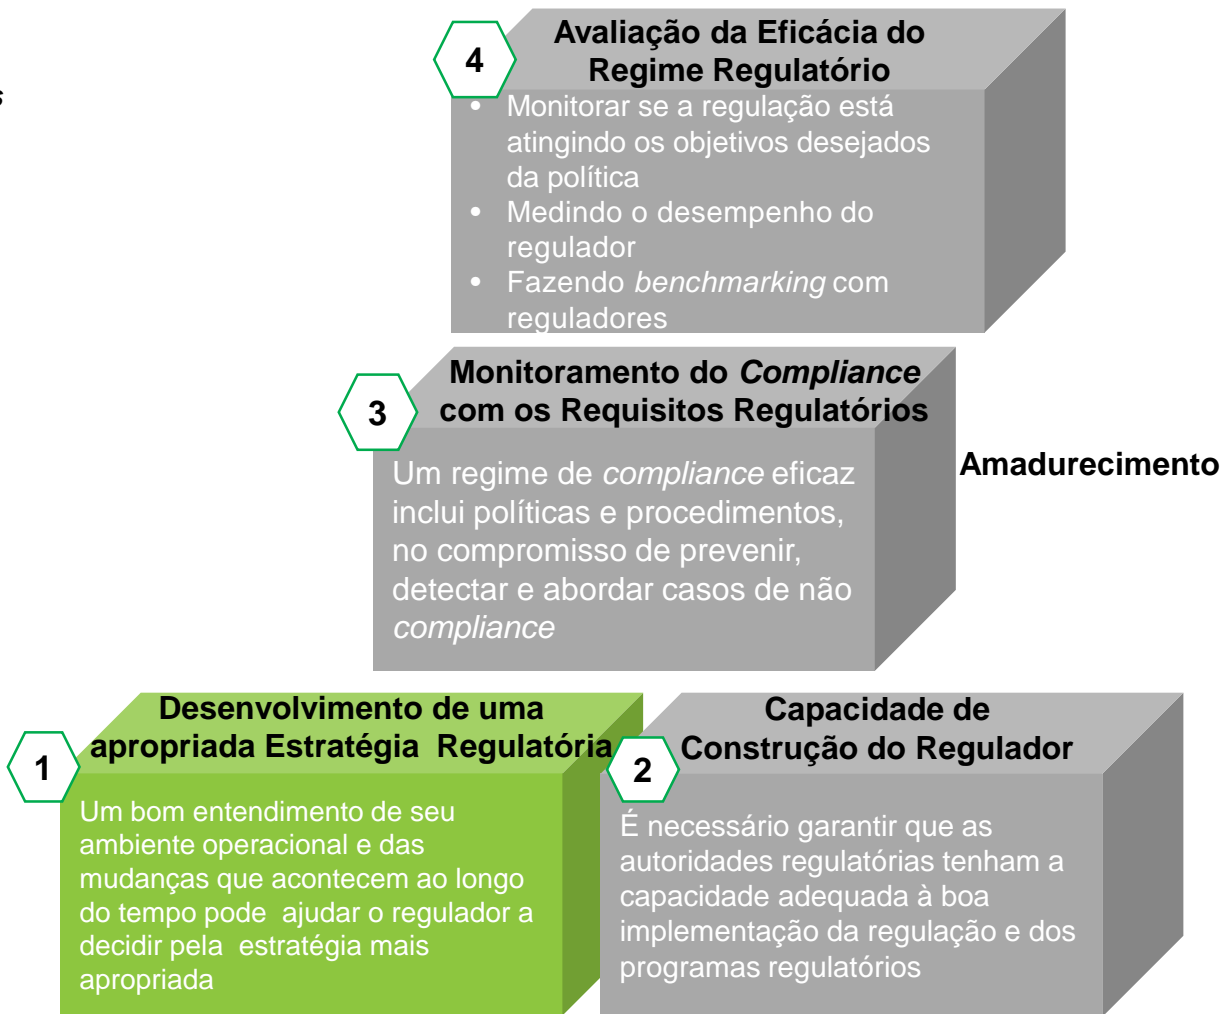 4
Avaliação da Eficácia do
Regime Regulatório
• Monitorar se a regulação está
atingindo os objetivos desejados
da política
• Medindo o desempenho do
regulador
• Fazendo benchmarking com
reguladores
3
Monitoramento do Compliance
com os Requisitos Regulatórios
Um regime de compliance eficaz
inclui políticas e procedimentos,
no compromisso de prevenir,
detectar e abordar casos de não
compliance
Amadurecimento
1
Desenvolvimento de uma
apropriada Estratégia Regulatória
Um bom entendimento de seu
ambiente operacional e das
mudanças que acontecem ao longo
do tempo pode ajudar o regulador a
decidir pela estratégia mais
apropriada
2
Capacidade de
Construção do Regulador
É necessário garantir que as
autoridades regulatórias tenham a
capacidade adequada à boa
implementação da regulação e dos
programas regulatórios